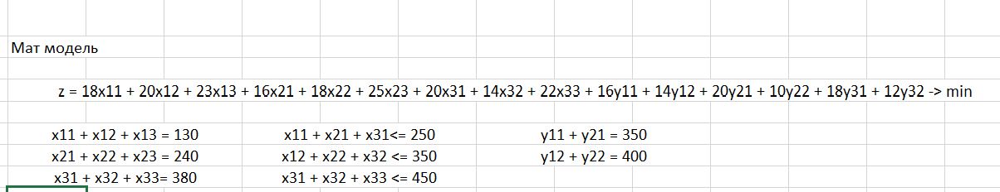 Мат модель
z = 18x11 + 20x12 + 23x13 + 16x21 + 18x22 + 25x23 + 20x31 + 14x32 + 22x33 + 16y11 + 14y12 + 20y21 + 10y22 + 18y31 + 12y32 -> min
x11 + x12 + x13 = 130 x11 + x21 + x31<= 250 y11 + y21 = 350
x21 + x22 + x23 = 240 x12 + x22 + x32 <= 350 y12 + y22 = 400
x31 + x32 + x33= 380 x31 + x32 + x33 <= 450